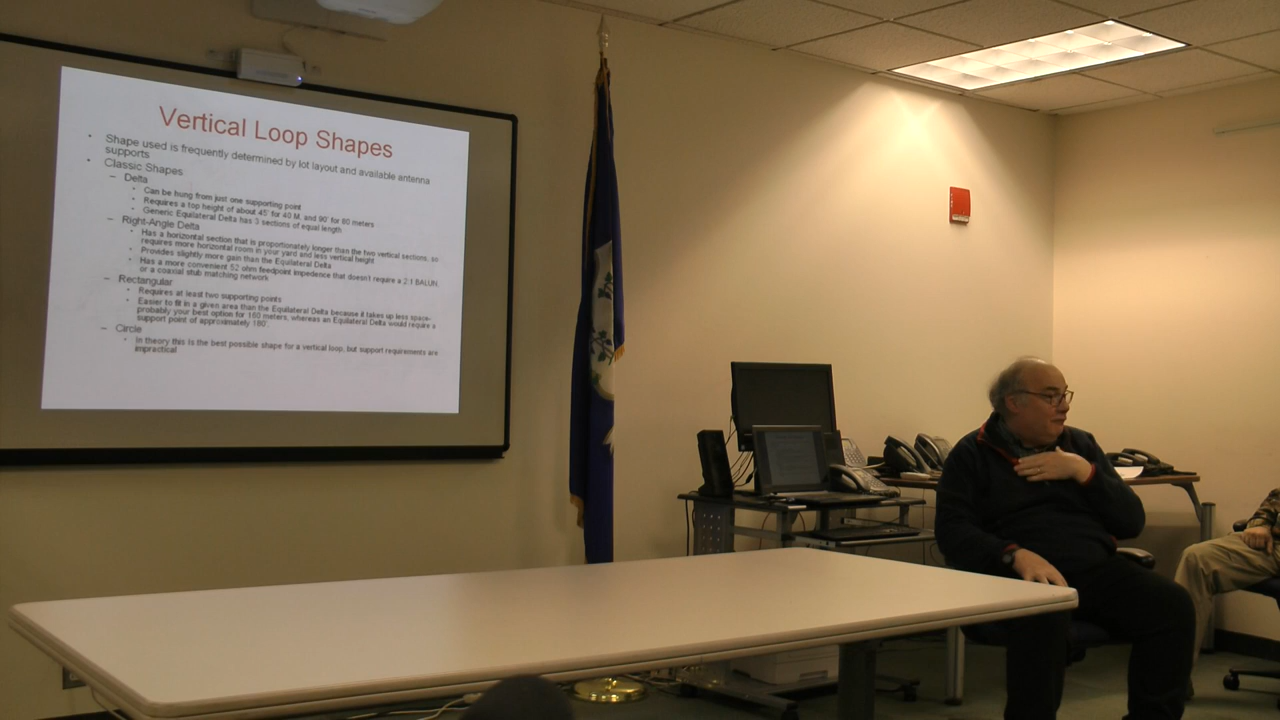 Vertical Loop Shapes
• Shape used is frequently determined by lot layout and available antenna
supports
• Classic Shapes
– Delta
• Can be hung from just one supporting point
• Requires a top height of about 45' for 40 M, and 90' for 80 meters
• Generic Equilateral Delta has 3 sections of equal length
– Right-Angle Delta
• Has a horizontal section that is proportionately longer than the two vertical sections, so
requires more horizontal room in your yard and less vertical height
• Provides slightly more gain than the Equilateral Delta
• Has a more convenient 52 ohm feedpoint impedence that doesn't require a 2:1 BALUN,
or a coaxial stub matching network
– Rectangular
• Requires at least two supporting points
• Easier to fit in a given area than the Equilateral Delta because it takes up less space-
probably your best option for 160 meters, whereas an Equilateral Delta would require a
support point of approximately 180'.
– Circle
• In theory this is the best possible shape for a vertical loop, but support requirements are
impractical